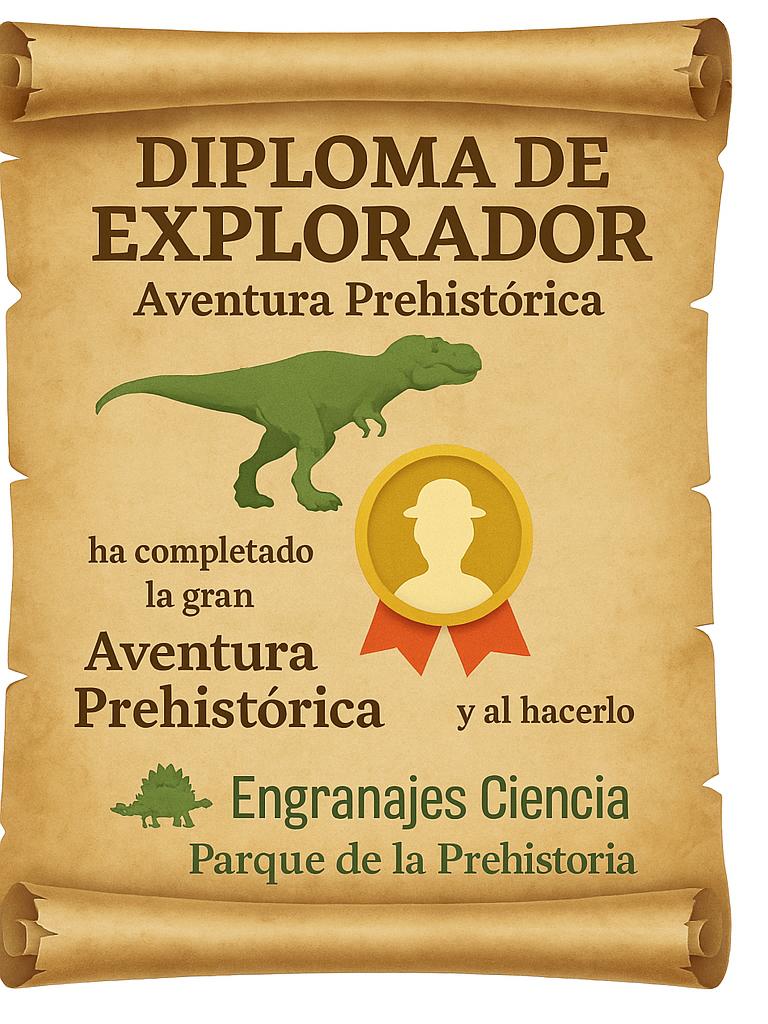 DIPLOMA DE
EXPLORADOR
Aventura Prehistórica
ha completado
la gran
Aventura
Prehistórica
y al hacerlo
Engranajes Ciencia
Parque de la Prehistoria